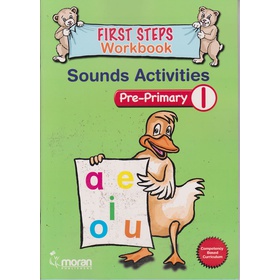 FIRST STEPS
Workbook
Sounds Activities
Pre-Primary 1
a e
i
o u
moran
Competency
Based
Curriculum